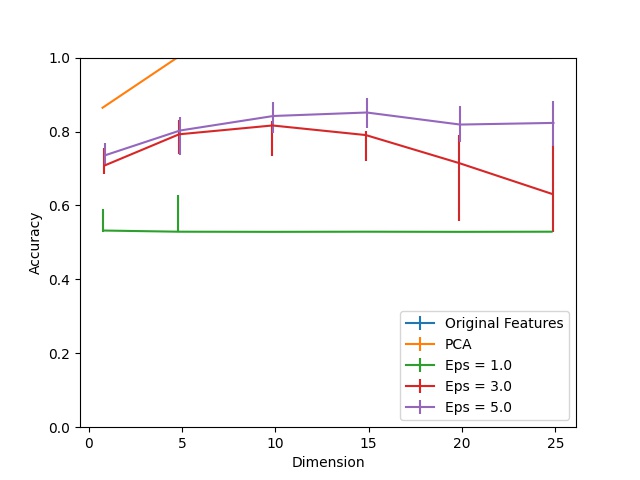 1.0
0.8
0.6
0.4
0.2
0.0
Accuracy
Original Features
PCA
Eps = 1.0
Eps = 3.0
Eps = 5.0
0 5 10 15 20 25
Dimension